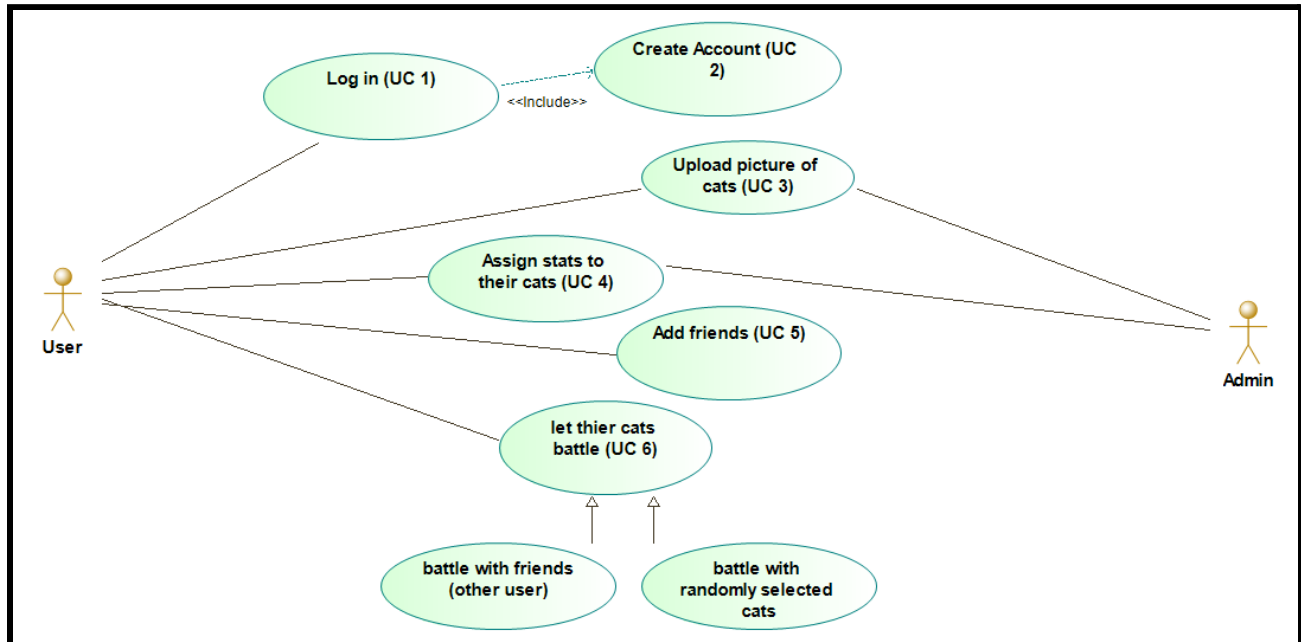 Create Account (UC
2)
Log in (UC 1)
<<Include>>
Upload picture of
cats (UC 3)
Assign stats to
their cats (UC 4)
Add friends (UC 5)
User
Admin
let thier cats
battle (UC 6)
battle with friends
(other user)
battle with
randomly selected
cats